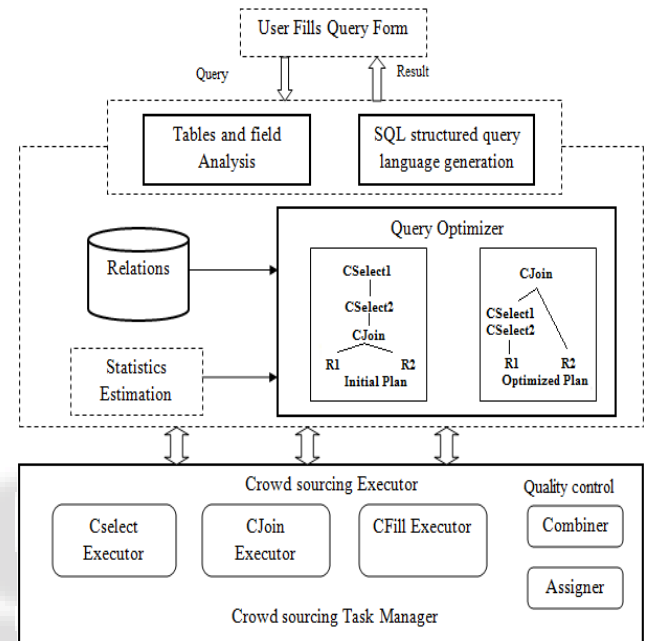 User Fills Query Form
Query
Result
Tables and field
Analysis
SQL structured query
language generation
Query Optimizer
Relations
CSelect1
CSelect2
CJoin
R1 R2
Initial Plan
CJoin
CSelect1
CSelect2
R1 R2
Optimized Plan
Statistics
Estimation
Crowd sourcing Executor
Quality control
Cselect
Executor
CJoin
Executor
CFill Executor
Combiner
Assigner
Crowd sourcing Task Manager